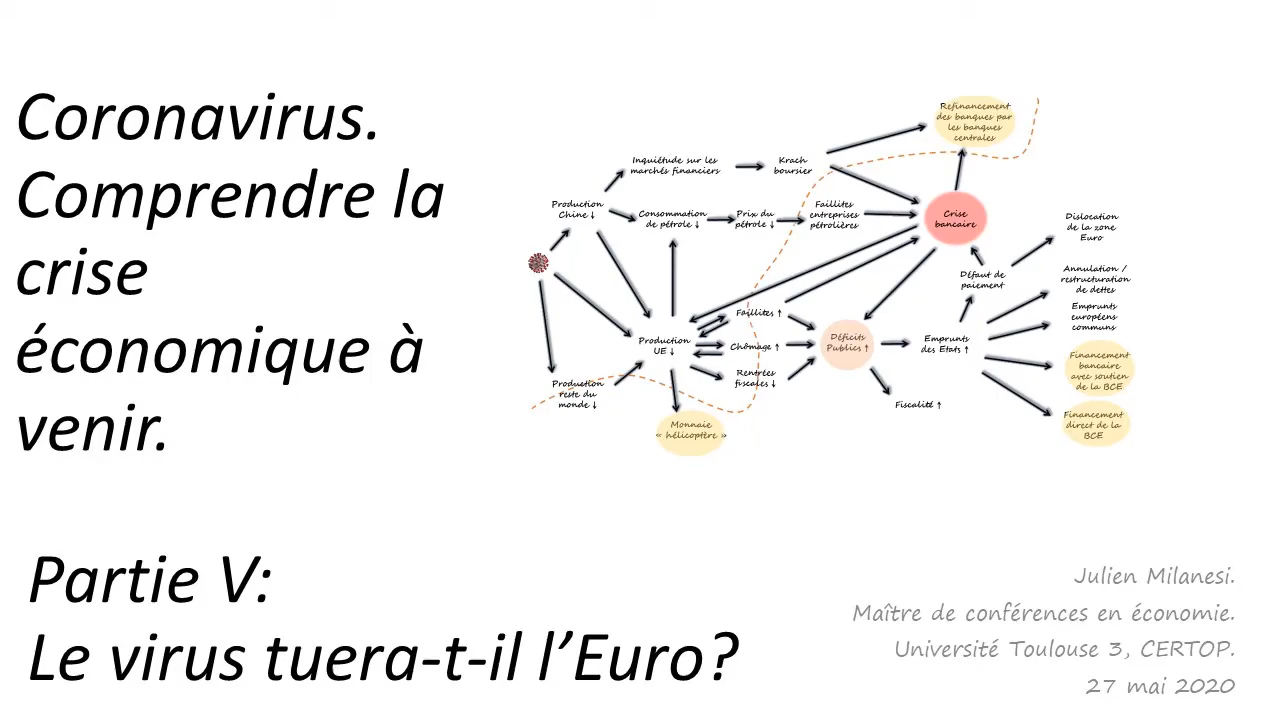 Coronavirus.
Comprendre la
crise
économique à
venir.
Partie V:
Le virus tuera-t-il l’Euro?
Refinancement
des banques par
les banques
centrales
Inquiétude sur les
marchés financiers
Krach
boursier
Production
Chine ↓
Consommation
de pétrole ↓
Prix du
pétrole ↓
Faillites
entreprises
pétrolières
Crise
bancaire
Dislocation
de la zone
Euro
Défaut de
paiement
Annulation /
restructuration
de dettes
Emprunts
européens
communs
Faillites ↑
Production
UE ↓
Chômage ↑
Déficits
Publics ↑
Emprunts
des Etats ↑
Financement
bancaire
avec soutien
de la BCE
Rentrées
fiscales ↓
Production
reste du
monde ↓
Fiscalité ↑
Monnaie
« hélicoptère »
Financement
direct de la
BCE
Julien Milanesi.
Maître de conférences en économie.
Université Toulouse 3, CERTOP.
27 mai 2020